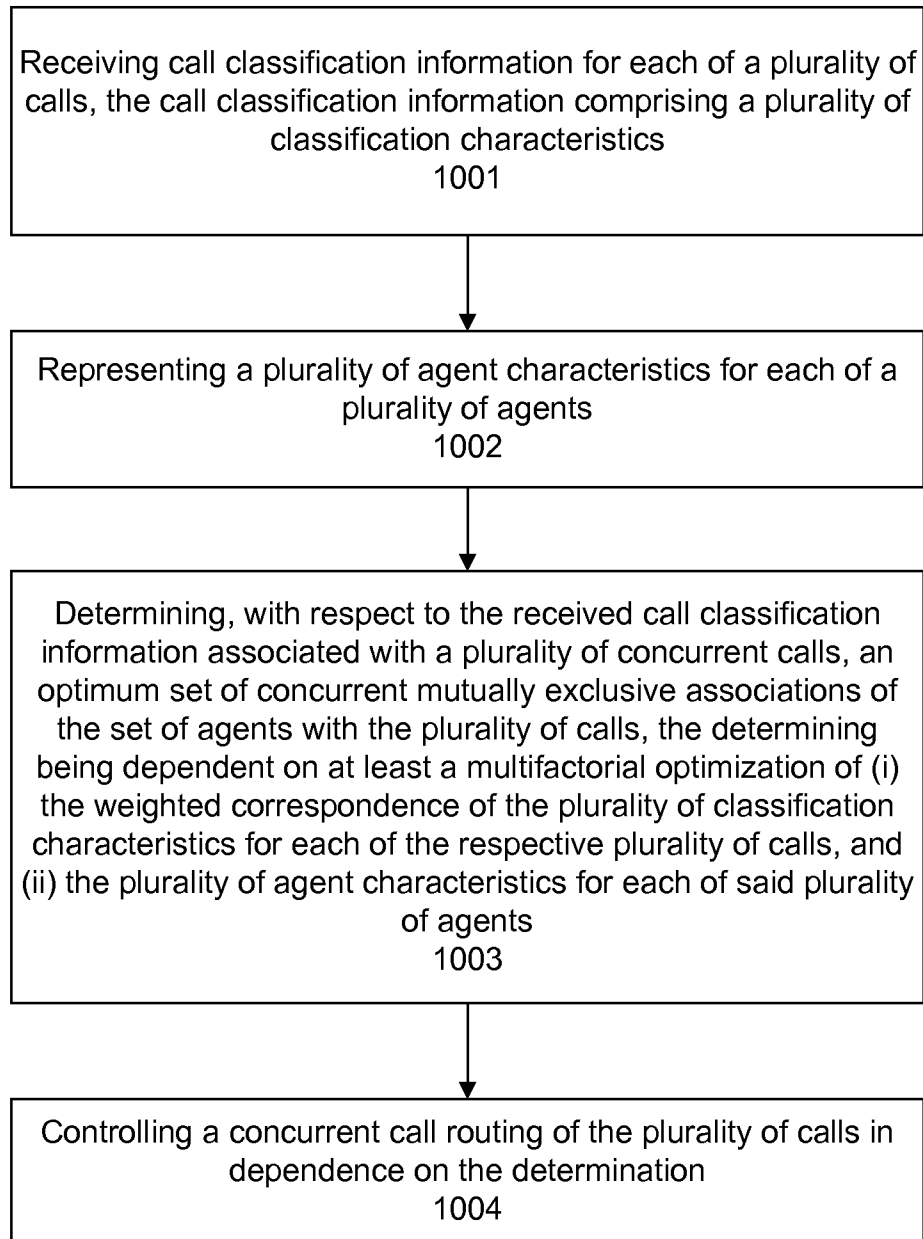 Receiving call classification information for each of a plurality of
calls, the call classification information comprising a plurality of
classification characteristics
1001
Representing a plurality of agent characteristics for each of a
plurality of agents
1002
Determining, with respect to the received call classification
information associated with a plurality of concurrent calls, an
optimum set of concurrent mutually exclusive associations of
the set of agents with the plurality of calls, the determining
being dependent on at least a multifactorial optimization of (i)
the weighted correspondence of the plurality of classification
characteristics for each of the respective plurality of calls, and
(ii) the plurality of agent characteristics for each of said plurality
of agents
1003
Controlling a concurrent call routing of the plurality of calls in
dependence on the determination
1004